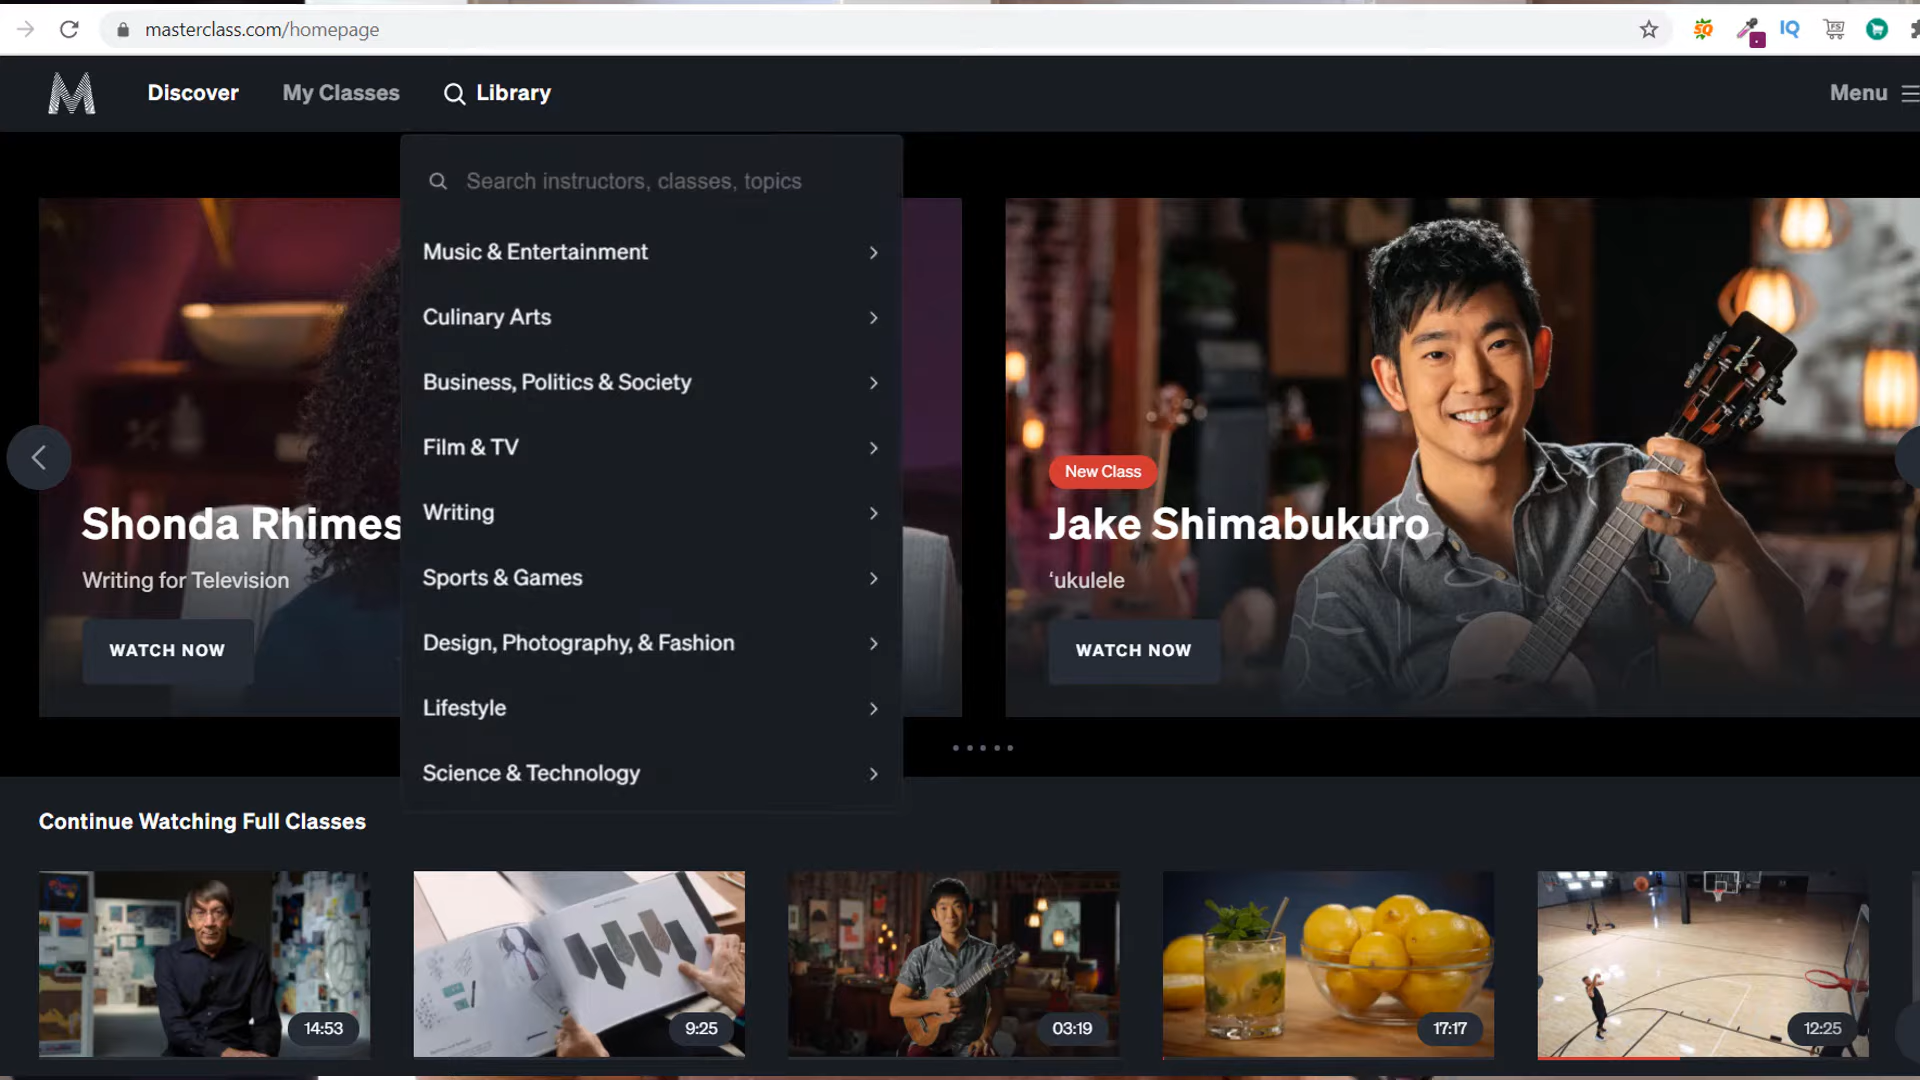 masterclass.com/homepage
SQ
IQ
FS
M
Discover
My Classes
Library
Menu
Search instructors, classes, topics
Music & Entertainment
Culinary Arts
Business, Politics & Society
Film & TV
Writing
Sports & Games
Design, Photography, & Fashion
Lifestyle
Science & Technology
Shonda Rhimes
Writing for Television
WATCH NOW
New Class
Jake Shimabukuro
‘ukulele
WATCH NOW
Continue Watching Full Classes
14:53
9:25
03:19
17:17
12:25